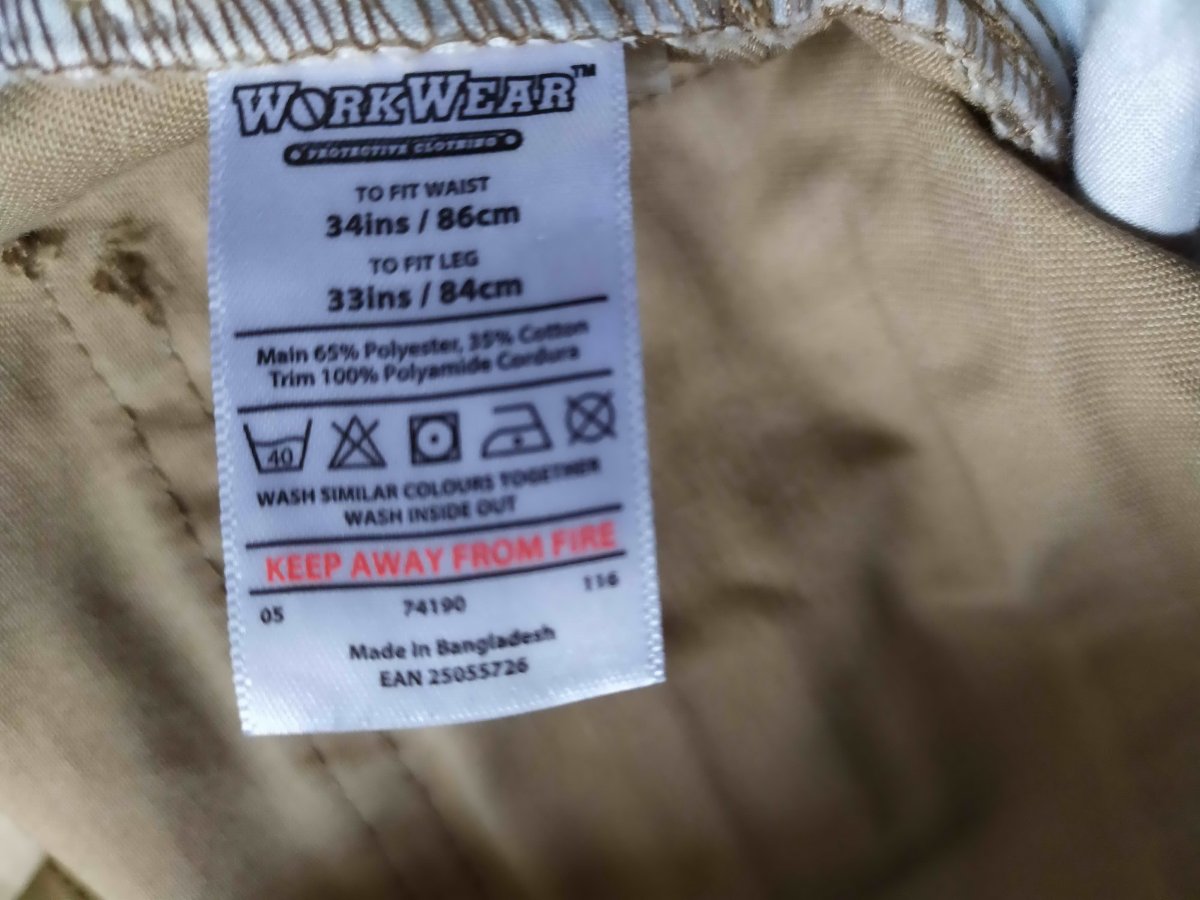 WORKWEAR™
PROTECTIVE CLOTHING
TO FIT WAIST
34ins / 86cm
TO FIT LEG
33ins / 84cm
Main 65% Polyester, 35% Cotton
Trim 100% Polyamide Cordura
40
WASH SIMILAR COLOURS TOGETHER
WASH INSIDE OUT
KEEP AWAY FROM FIRE
05 74190 116
Made In Bangladesh
EAN 25055726